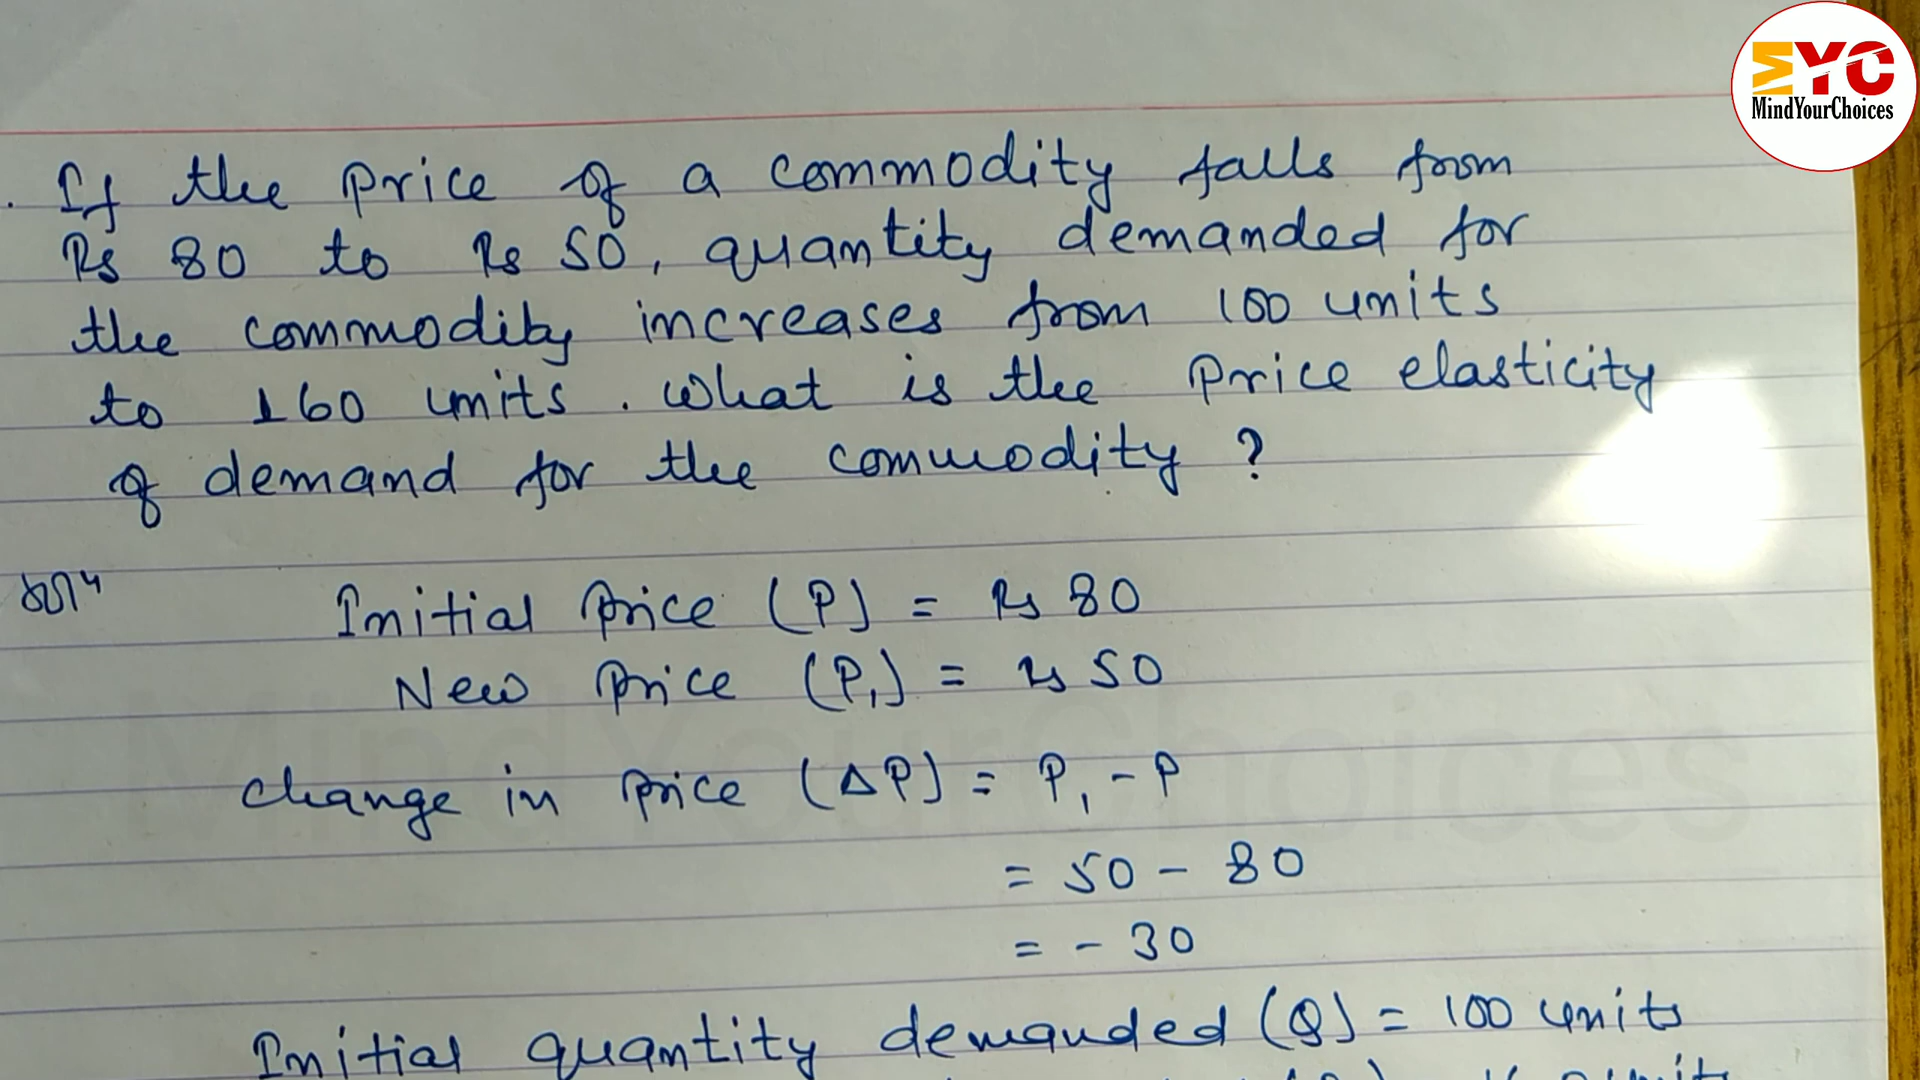 MYC
MindYourChoices
. If the price of a commodity falls from
Rs 80 to Rs 50, quantity demanded for
the commodity increases from 100 units
to 160 units. What is the price elasticity
of demand for the commodity ?
Solⁿ
Initial price (P) = Rs 80
New price (P₁) = Rs 50
MindYourChoices
Change in price (ΔP) = P₁ - P
= 50 - 80
= - 30
Initial quantity demanded (Q) = 100 units